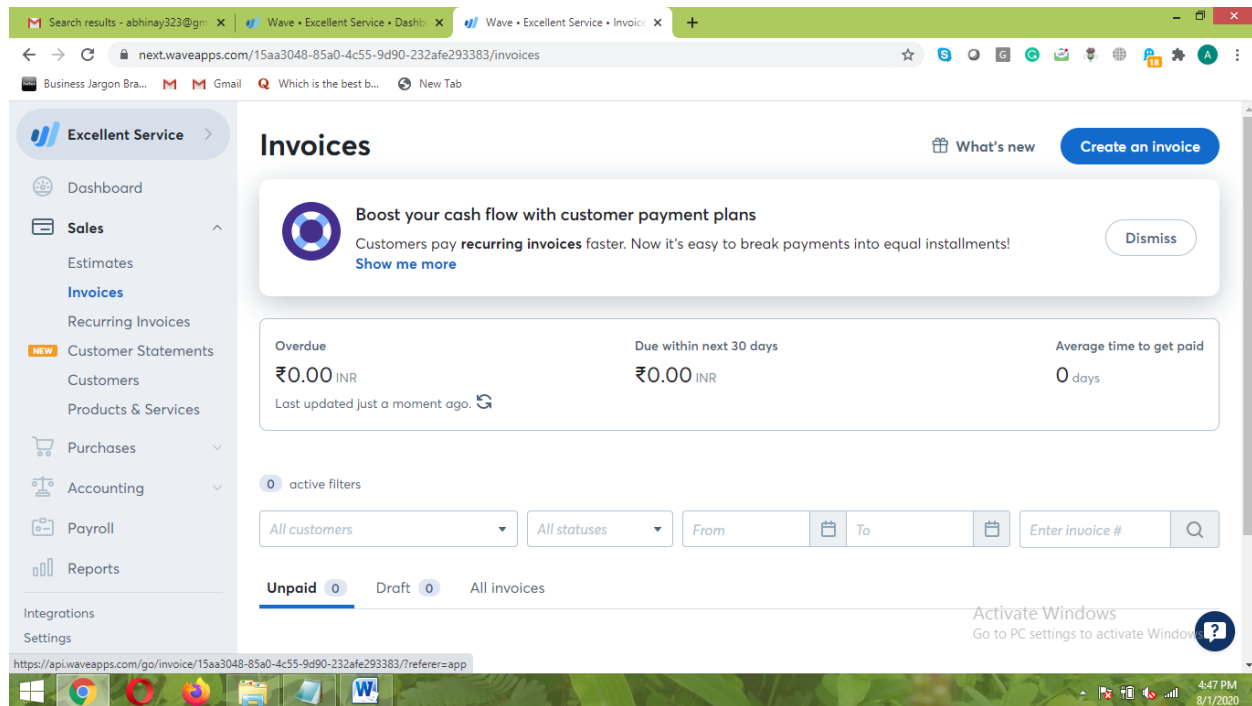 Search results - abhinay323@gm
Wave • Excellent Service • Dashb
Wave • Excellent Service • Invoic
next.waveapps.com/15aa3048-85a0-4c55-9d90-232afe293383/invoices
Business Jargon Bra... Gmail Which is the best b... New Tab
Excellent Service
Invoices
What's new
Create an invoice
Dashboard
Sales
Estimates
Invoices
Recurring Invoices
NEW Customer Statements
Customers
Products & Services
Purchases
Accounting
Payroll
Reports
Integrations
Settings
Boost your cash flow with customer payment plans
Customers pay recurring invoices faster. Now it's easy to break payments into equal installments!
Show me more
Dismiss
Overdue
₹0.00 INR
Last updated just a moment ago.
Due within next 30 days
₹0.00 INR
Average time to get paid
0 days
0 active filters
All customers
All statuses
From
To
Enter invoice #
Unpaid 0 Draft 0 All invoices
Activate Windows
Go to PC settings to activate Windows
?
https://api.waveapps.com/go/invoice/15aa3048-85a0-4c55-9d90-232afe293383/?referer=app
4:47 PM
8/1/2020